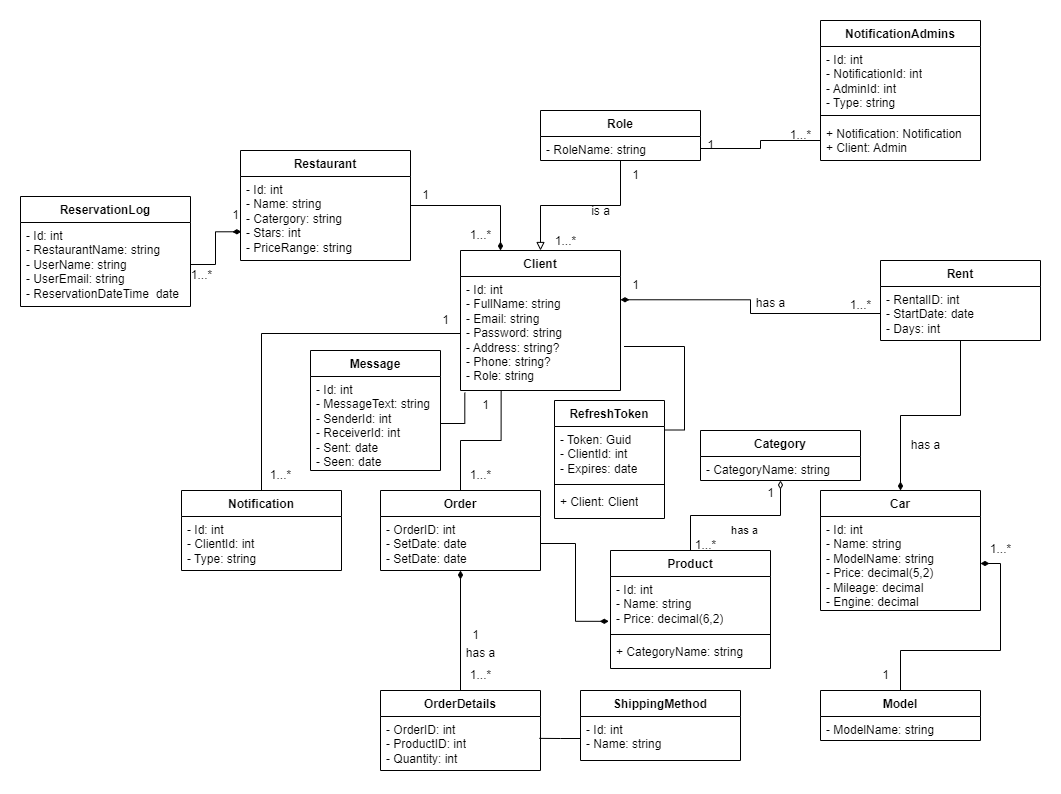 NotificationAdmins
- Id: int
- NotificationId: int
- AdminId: int
- Type: string
+ Notification: Notification
+ Client: Admin
Role
- RoleName: string
1
1...*
1
is a
1...*
Restaurant
- Id: int
- Name: string
- Catergory: string
- Stars: int
- PriceRange: string
1
1...*
ReservationLog
- Id: int
- RestaurantName: string
- UserName: string
- UserEmail: string
- ReservationDateTime date
1
1...*
Client
- Id: int
- FullName: string
- Email: string
- Password: string
- Address: string?
- Phone: string?
- Role: string
1
has a
1...*
Rent
- RentalID: int
- StartDate: date
- Days: int
1
1...*
Message
- Id: int
- MessageText: string
- SenderId: int
- ReceiverId: int
- Sent: date
- Seen: date
1
1...*
RefreshToken
- Token: Guid
- ClientId: int
- Expires: date
+ Client: Client
Category
- CategoryName: string
1
has a
1...*
has a
Notification
- Id: int
- ClientId: int
- Type: string
Order
- OrderID: int
- SetDate: date
- SetDate: date
Product
- Id: int
- Name: string
- Price: decimal(6,2)
+ CategoryName: string
Car
- Id: int
- Name: string
- ModelName: string
- Price: decimal(5,2)
- Mileage: decimal
- Engine: decimal
1...*
1
1
has a
1...*
OrderDetails
- OrderID: int
- ProductID: int
- Quantity: int
ShippingMethod
- Id: int
- Name: string
Model
- ModelName: string